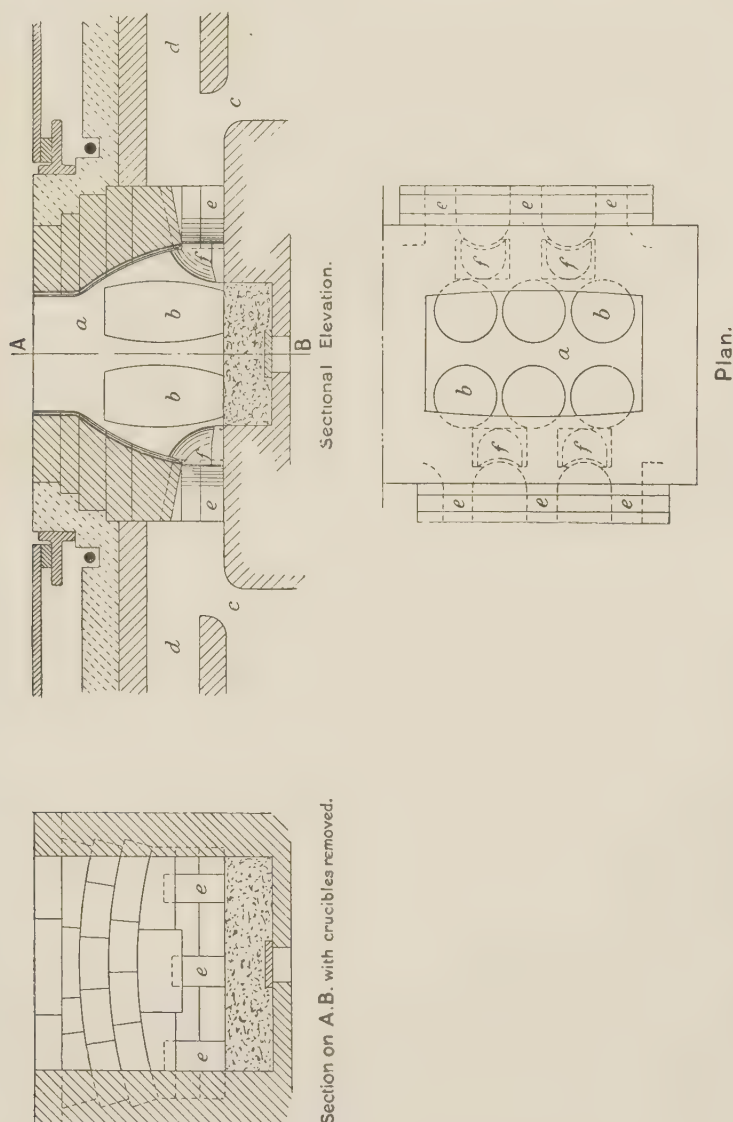 A
a
b b
d d
f f
e e
c c
B
Sectional Elevation.
e e e
Section on A.B. with crucibles removed.
e e e
f f
b
a
b
f f
e e e
Plan.